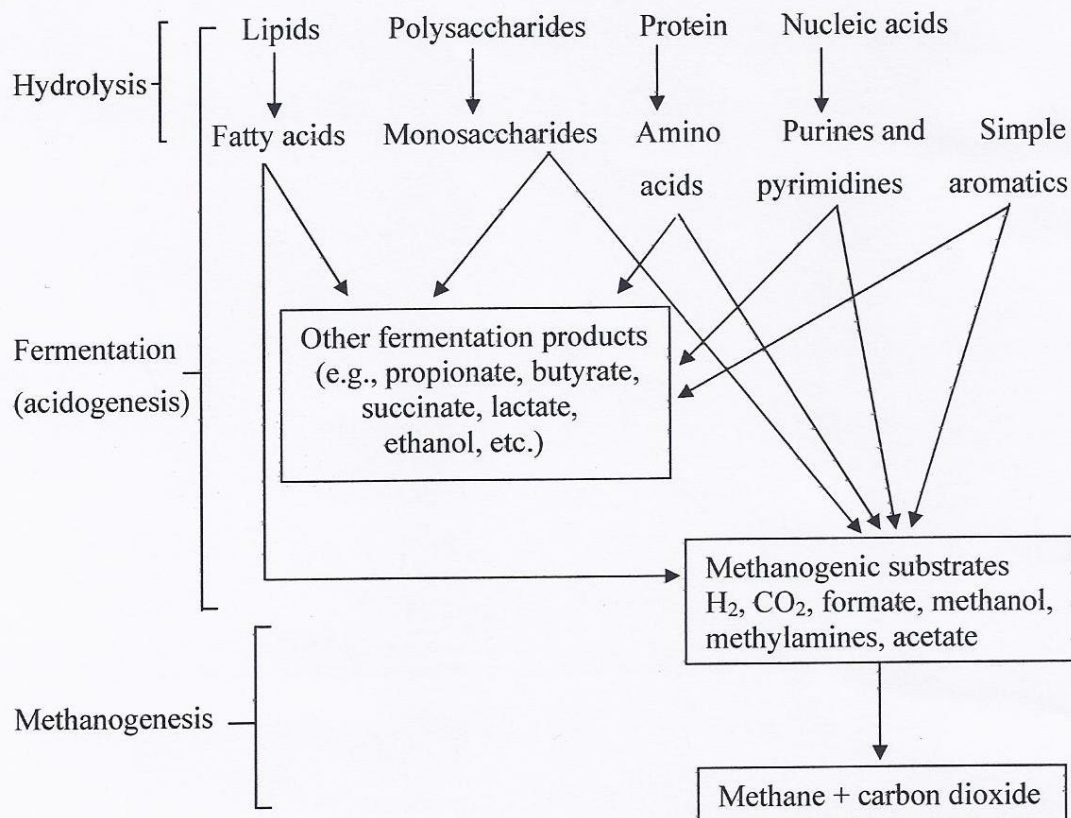 Lipids Polysaccharides Protein Nucleic acids
Hydrolysis
Fatty acids Monosaccharides Amino acids Purines and pyrimidines Simple aromatics
Fermentation
(acidogenesis)
Other fermentation products
(e.g., propionate, butyrate,
succinate, lactate,
ethanol, etc.)
Methanogenic substrates
H₂, CO₂, formate, methanol,
methylamines, acetate
Methanogenesis
Methane + carbon dioxide